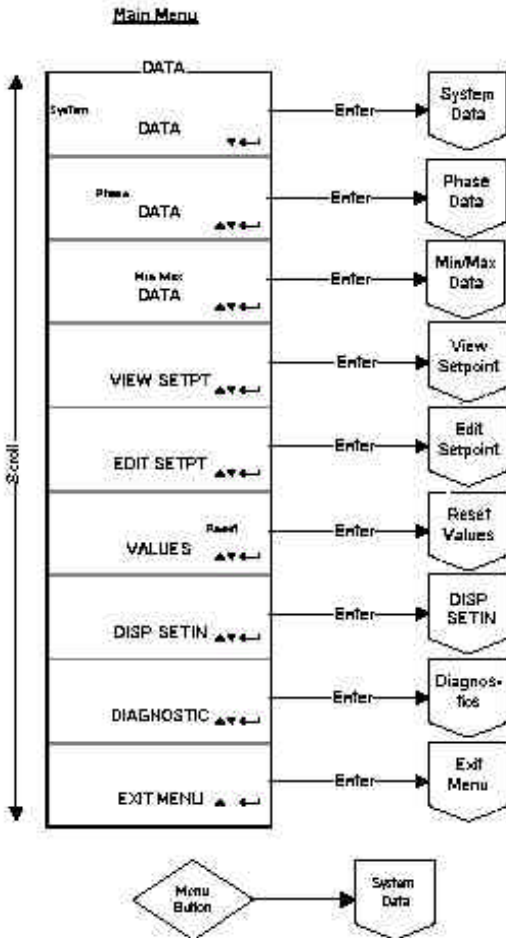 Main Menu
DATA
System
DATA
Enter
System
Data
Phase
DATA
Enter
Phase
Data
Min Max
DATA
Enter
Min/Max
Data
VIEW SETPT
Enter
View
Setpoint
Scroll
EDIT SETPT
Enter
Edit
Setpoint
Reset
VALUES
Enter
Reset
Values
DISP SETIN
Enter
DISP
SETIN
DIAGNOSTIC
Enter
Diagnos-
tics
EXIT MENU
Enter
Exit
Menu
Menu
Button
System
Data